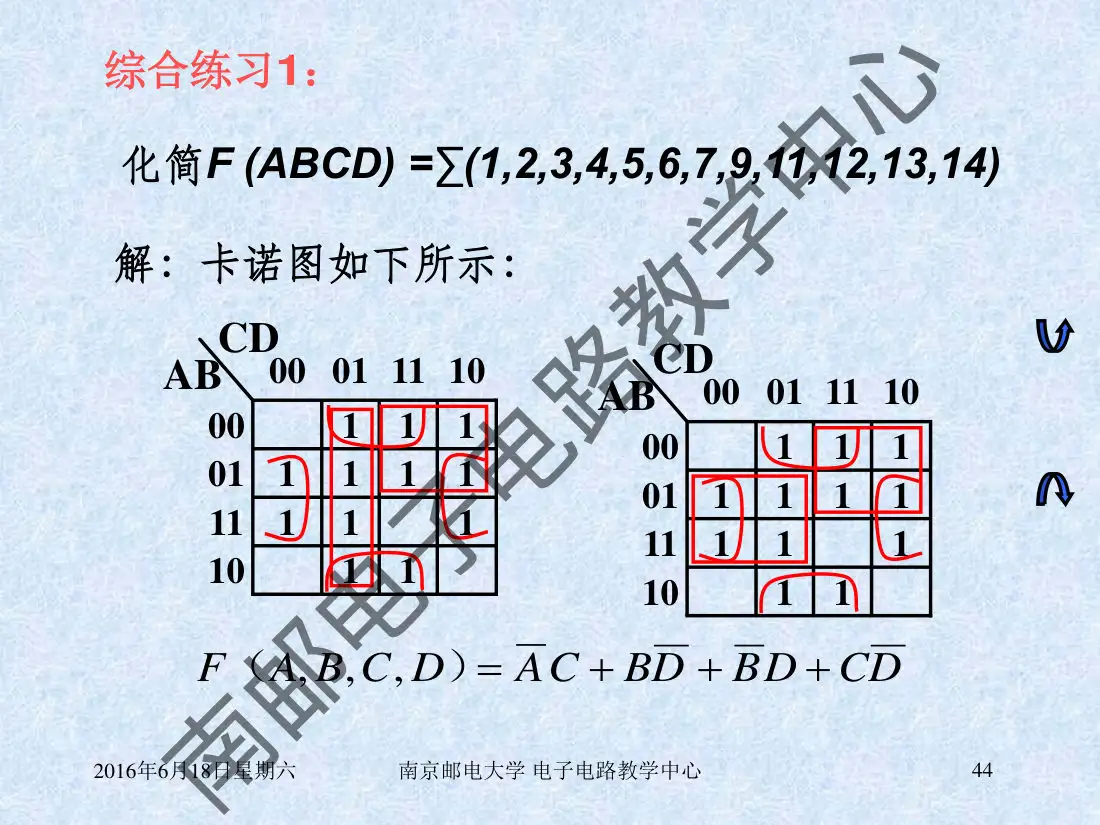 综合练习1：
化简F (ABCD) =∑(1,2,3,4,5,6,7,9,11,12,13,14)
解：卡诺图如下所示：
CD
AB 00 01 11 10
00 1 1 1
01 1 1 1 1
11 1 1 1
10 1 1
CD
AB 00 01 11 10
00 1 1 1
01 1 1 1 1
11 1 1 1
10 1 1
F（A, B, C, D）= A̅C + BD̅ + B̅D + CD̅
南邮电子电路教学中心
2016年6月18日星期六
南京邮电大学 电子电路教学中心
44